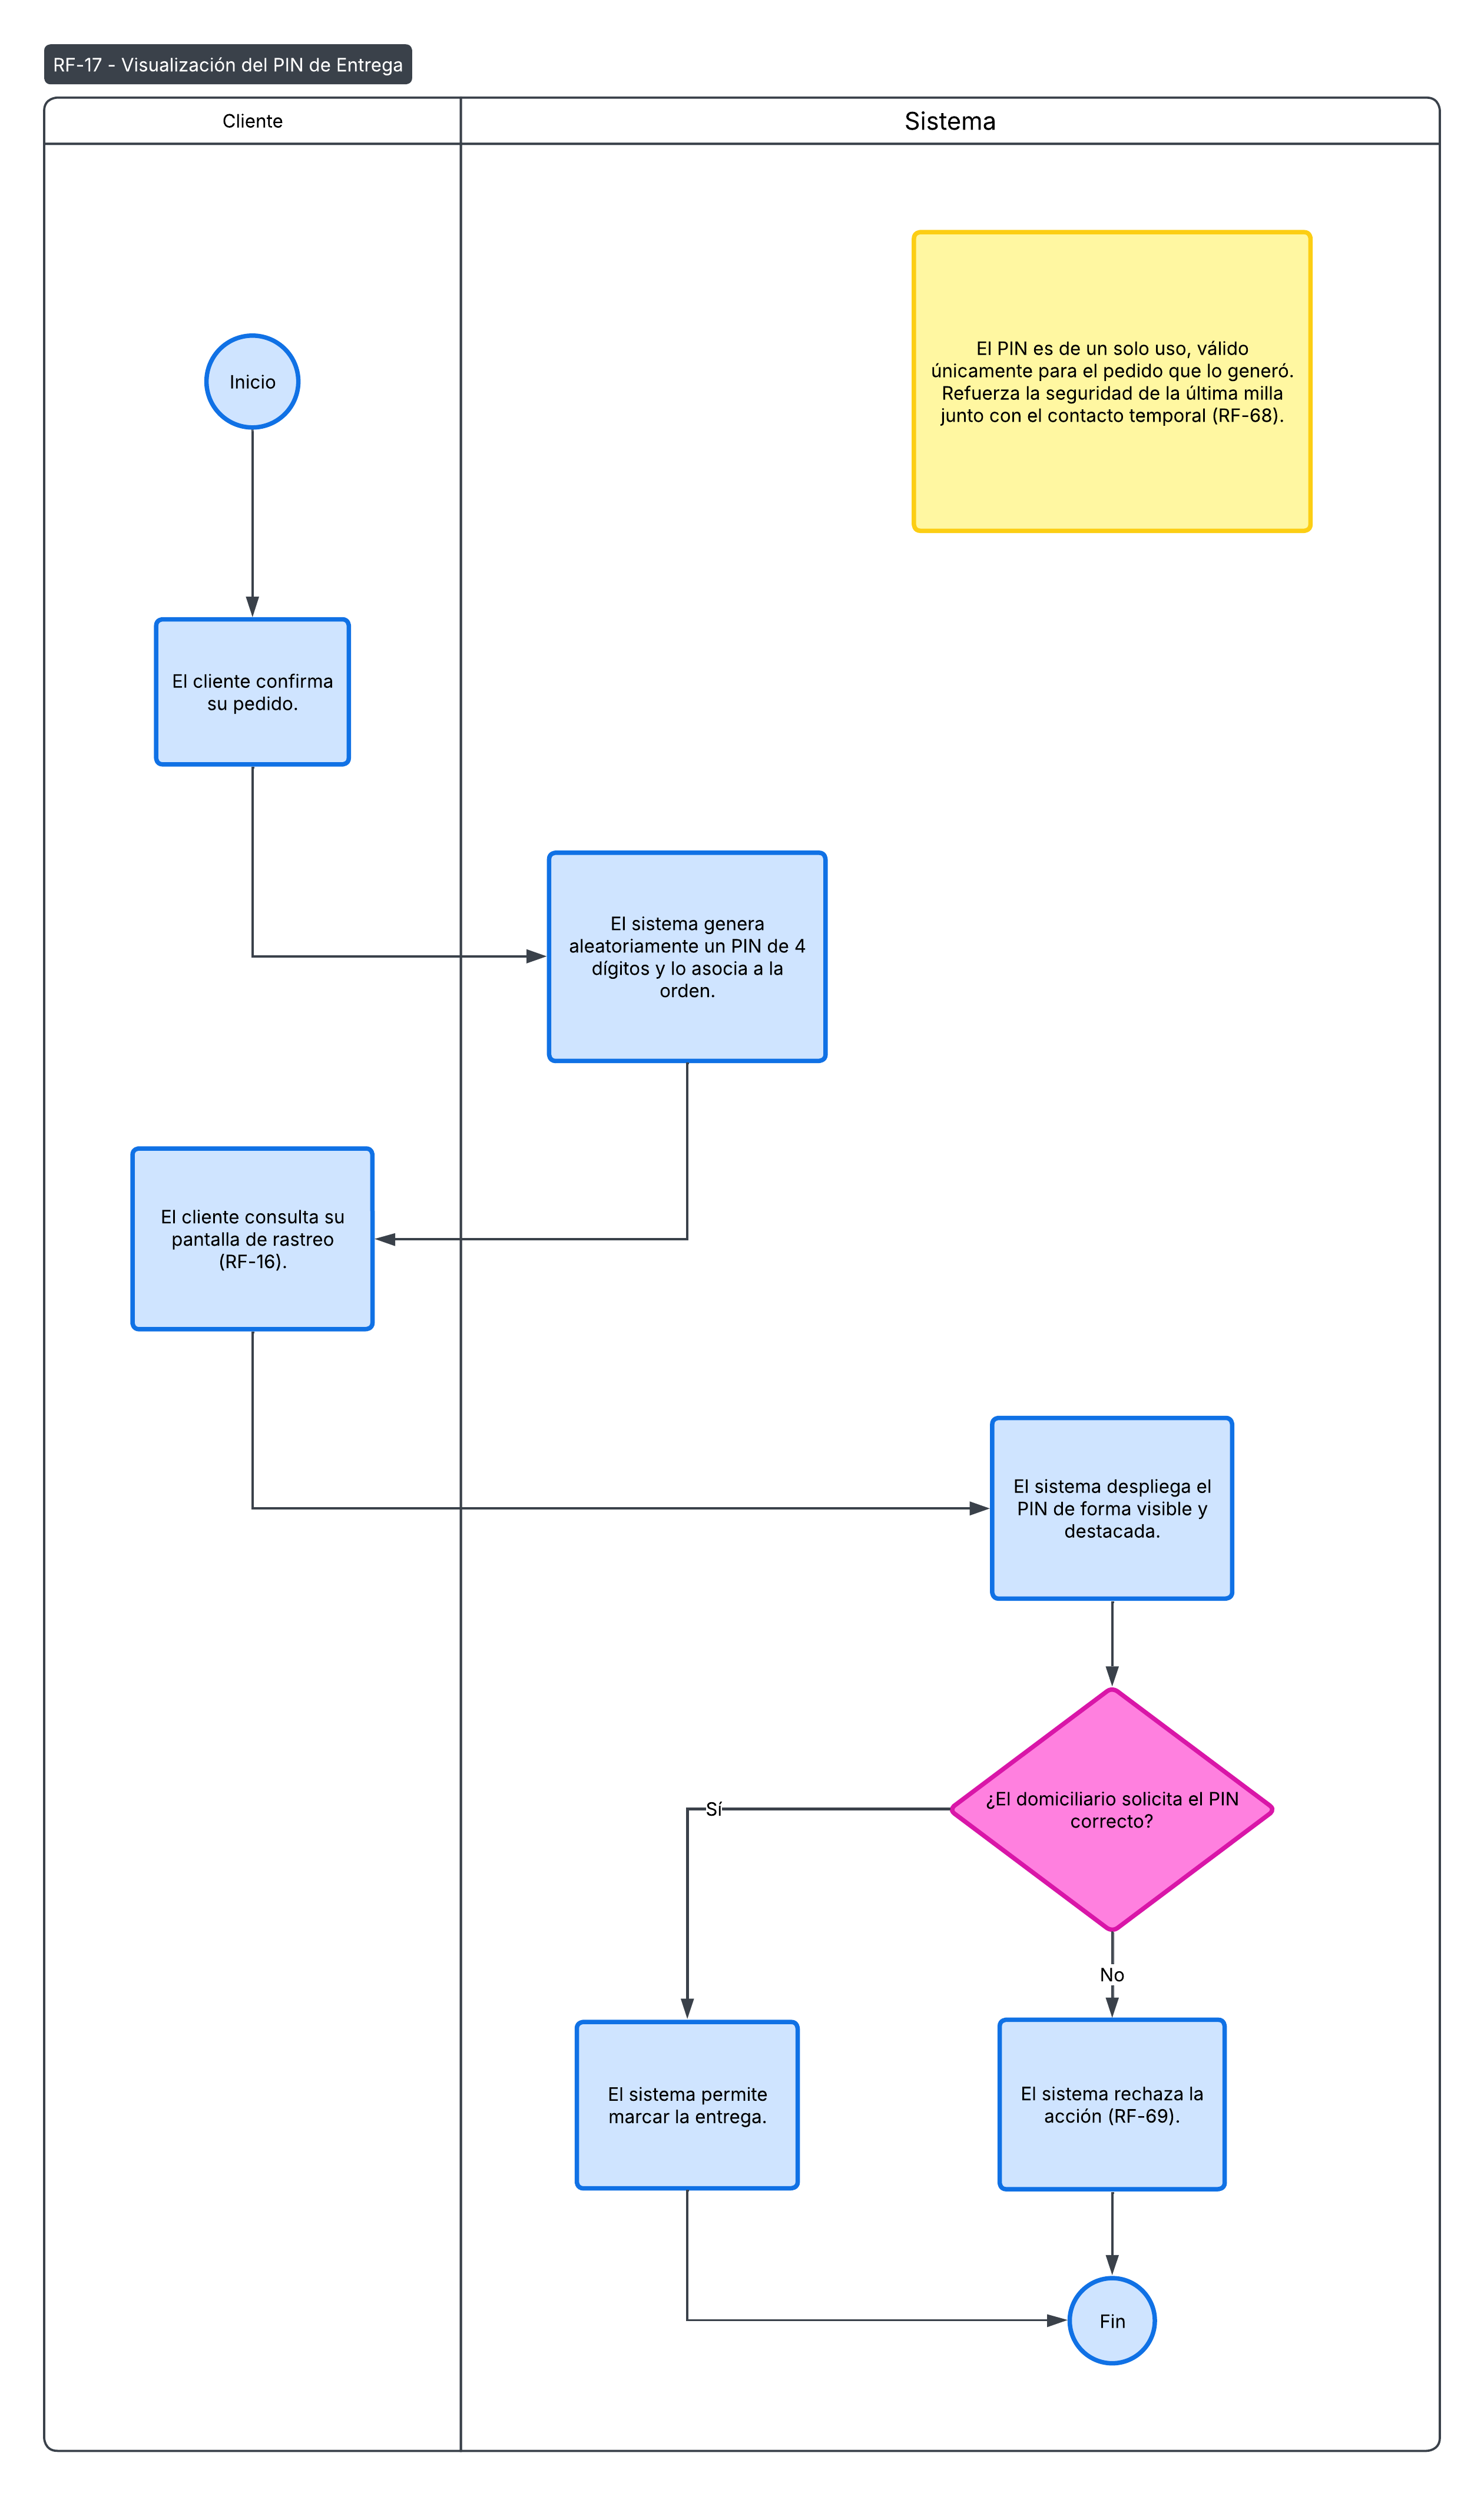 RF-17 - Visualización del PIN de Entrega
Cliente
Sistema
El PIN es de un solo uso, válido
únicamente para el pedido que lo generó.
Refuerza la seguridad de la última milla
junto con el contacto temporal (RF-68).
Inicio
El cliente confirma
su pedido.
El sistema genera
aleatoriamente un PIN de 4
dígitos y lo asocia a la
orden.
El cliente consulta su
pantalla de rastreo
(RF-16).
El sistema despliega el
PIN de forma visible y
destacada.
¿El domiciliario solicita el PIN
correcto?
Sí
No
El sistema permite
marcar la entrega.
El sistema rechaza la
acción (RF-69).
Fin